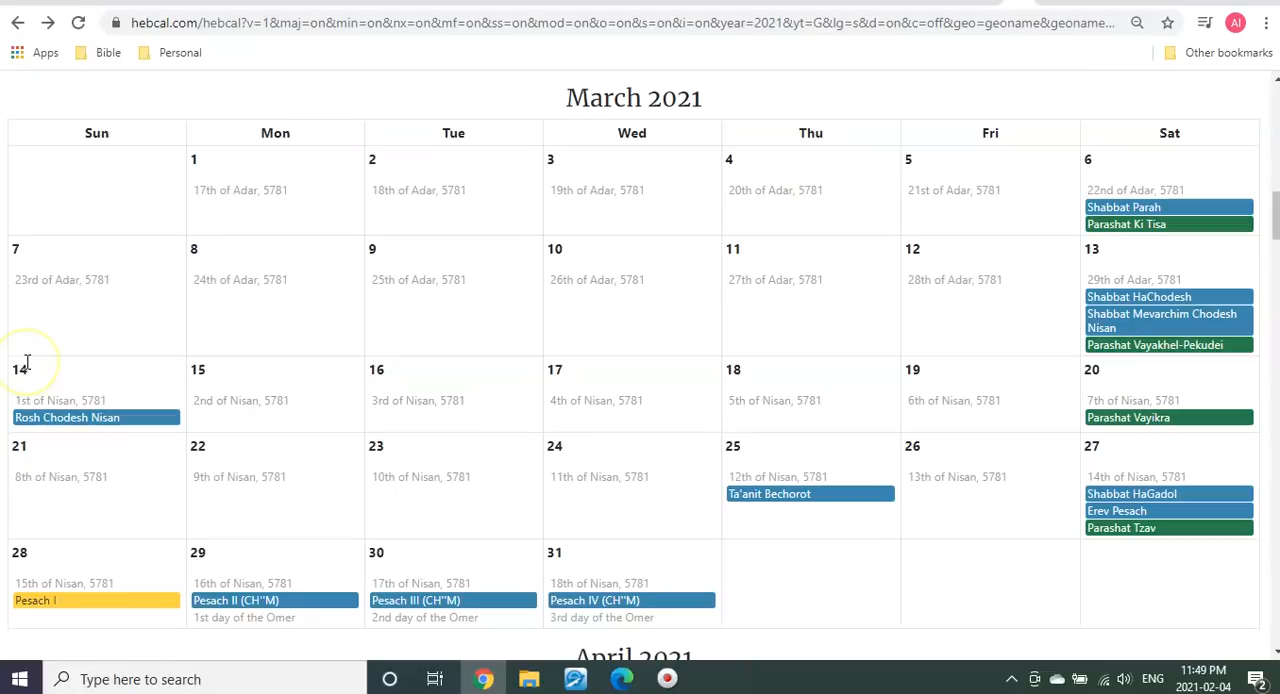 hebcal.com/hebcal?v=1&maj=on&min=on&nx=on&mf=on&ss=on&mod=on&o=on&s=on&i=on&year=2021&yt=G&lg=s&d=on&c=off&geo=geoname&geoname...
AI
Apps Bible Personal Other bookmarks
March 2021
Sun Mon Tue Wed Thu Fri Sat
1 2 3 4 5 6
17th of Adar, 5781 18th of Adar, 5781 19th of Adar, 5781 20th of Adar, 5781 21st of Adar, 5781 22nd of Adar, 5781
Shabbat Parah
Parashat Ki Tisa
7 8 9 10 11 12 13
23rd of Adar, 5781 24th of Adar, 5781 25th of Adar, 5781 26th of Adar, 5781 27th of Adar, 5781 28th of Adar, 5781 29th of Adar, 5781
Shabbat HaChodesh
Shabbat Mevarchim Chodesh
Nisan
Parashat Vayakhel-Pekudei
14 15 16 17 18 19 20
1st of Nisan, 5781 2nd of Nisan, 5781 3rd of Nisan, 5781 4th of Nisan, 5781 5th of Nisan, 5781 6th of Nisan, 5781 7th of Nisan, 5781
Rosh Chodesh Nisan Parashat Vayikra
21 22 23 24 25 26 27
8th of Nisan, 5781 9th of Nisan, 5781 10th of Nisan, 5781 11th of Nisan, 5781 12th of Nisan, 5781 13th of Nisan, 5781 14th of Nisan, 5781
Ta'anit Bechorot Shabbat HaGadol
Erev Pesach
Parashat Tzav
28 29 30 31
15th of Nisan, 5781 16th of Nisan, 5781 17th of Nisan, 5781 18th of Nisan, 5781
Pesach I Pesach II (CH''M) Pesach III (CH''M) Pesach IV (CH''M)
1st day of the Omer 2nd day of the Omer 3rd day of the Omer
April 2021
Type here to search
ENG
11:49 PM
2021-02-04
2